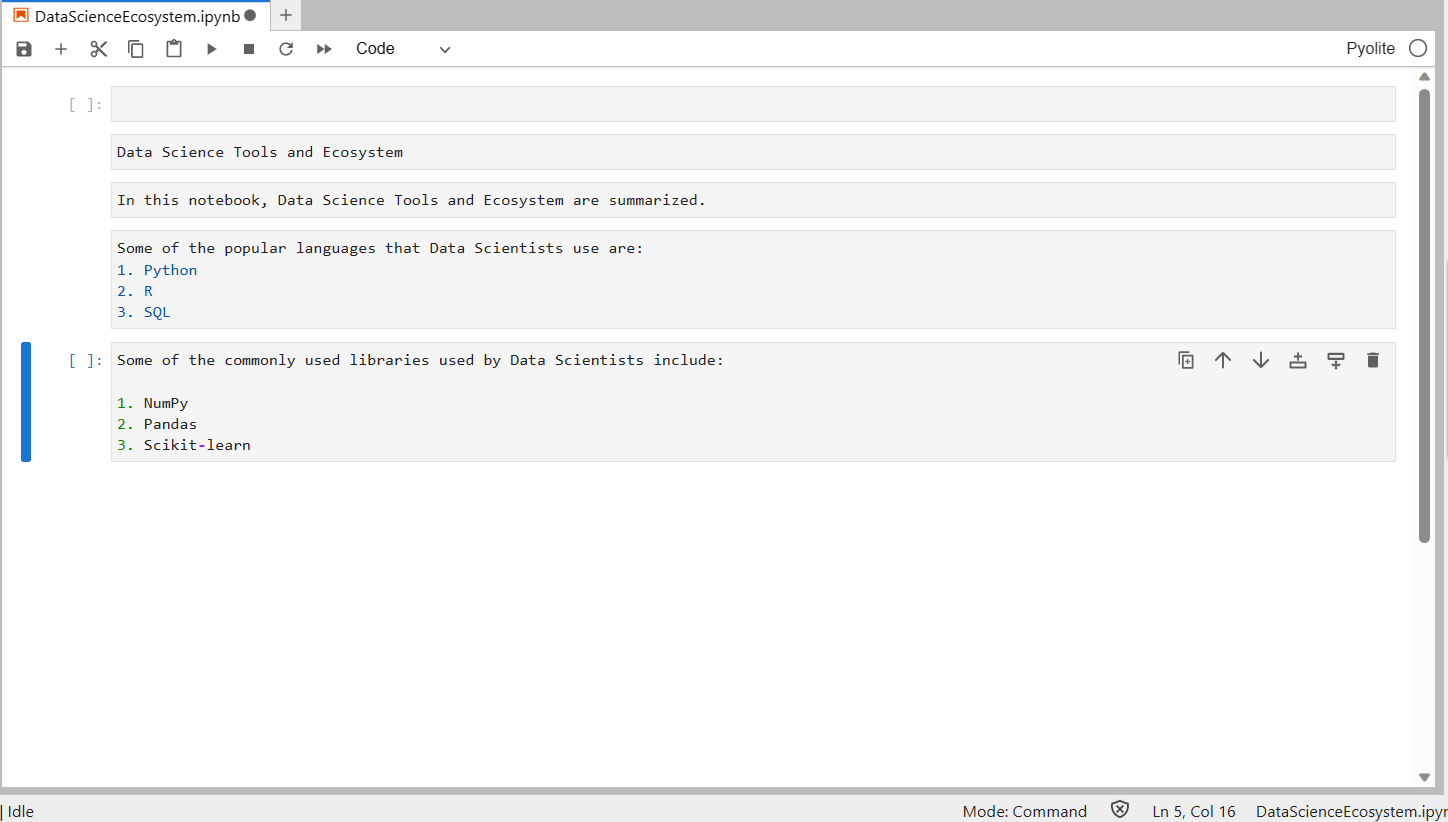 DataScienceEcosystem.ipynb
Code
Pyolite
[ ]:
Data Science Tools and Ecosystem
In this notebook, Data Science Tools and Ecosystem are summarized.
Some of the popular languages that Data Scientists use are:
1. Python
2. R
3. SQL
[ ]: Some of the commonly used libraries used by Data Scientists include:
1. NumPy
2. Pandas
3. Scikit-learn
| Idle
Mode: Command
Ln 5, Col 16
DataScienceEcosystem.ipyn